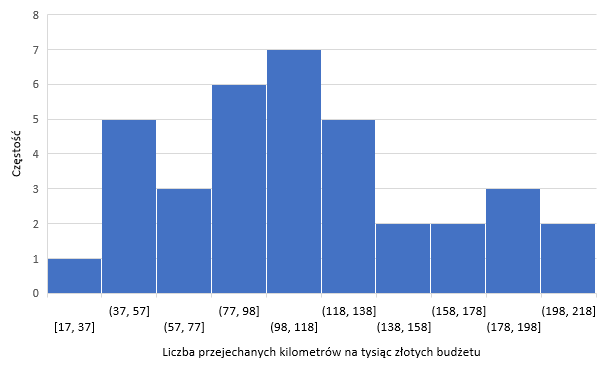 8
7
6
5
4
3
2
1
0
Częstość
(37, 57] (77, 98] (118, 138] (158, 178] (198, 218]
[17, 37] (57, 77] (98, 118] (138, 158] (178, 198]
Liczba przejechanych kilometrów na tysiąc złotych budżetu